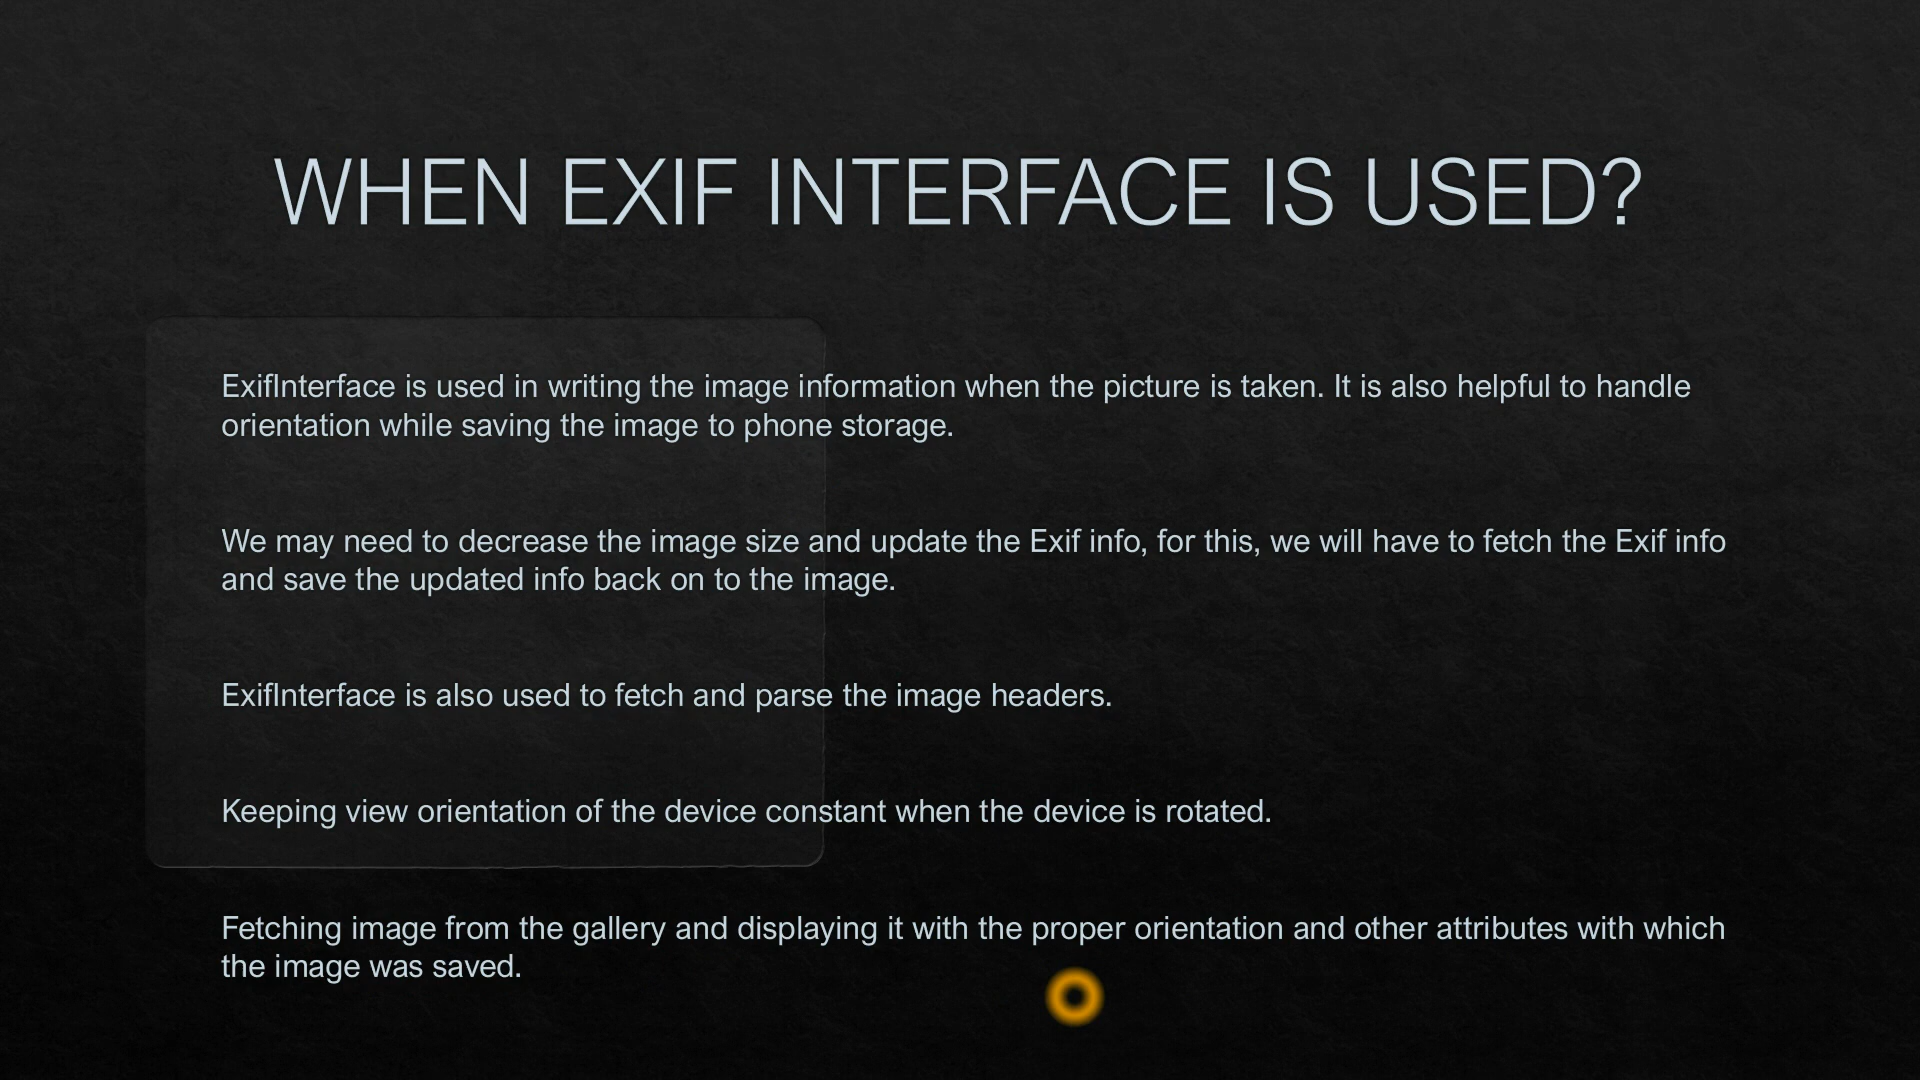 WHEN EXIF INTERFACE IS USED?
ExifInterface is used in writing the image information when the picture is taken. It is also helpful to handle
orientation while saving the image to phone storage.
We may need to decrease the image size and update the Exif info, for this, we will have to fetch the Exif info
and save the updated info back on to the image.
ExifInterface is also used to fetch and parse the image headers.
Keeping view orientation of the device constant when the device is rotated.
Fetching image from the gallery and displaying it with the proper orientation and other attributes with which
the image was saved.